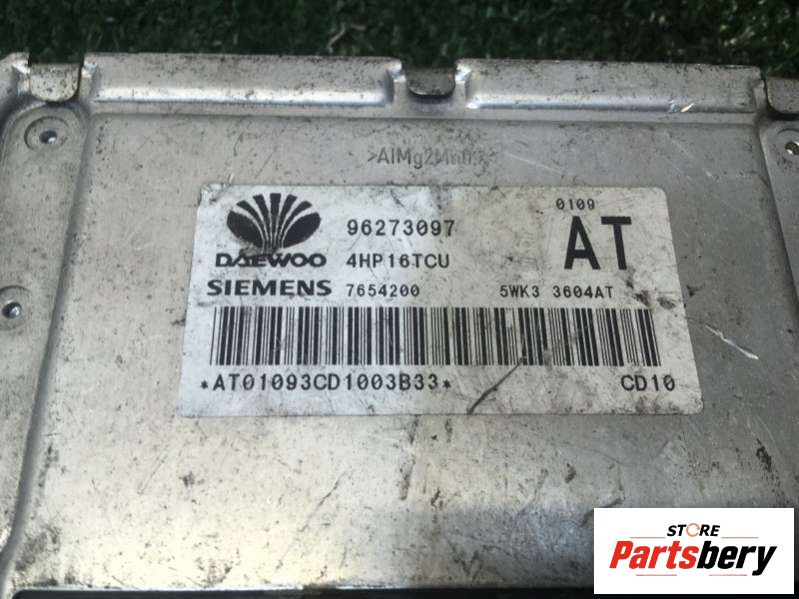 0109
96273097
AT
DAEWOO
4HP16TCU
SIEMENS 7654200 5WK3 3604AT
*AT01093CD1003B33* CD10
STORE
Partsbery